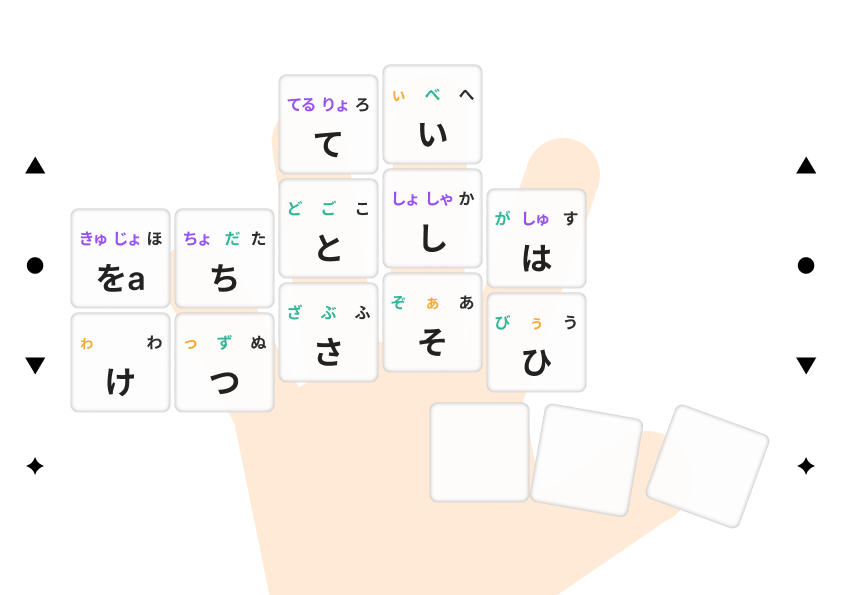 てる りょ ろ
て
い べ へ
い
ど ご こ
と
しょ しゃ か
し
が しゅ す
は
きゅ じょ ほ
をa
ちょ だ た
ち
ざ ぶ ふ
さ
ぞ ぁ あ
そ
び ぅ う
ひ
わ わ
け
っ ず ぬ
つ